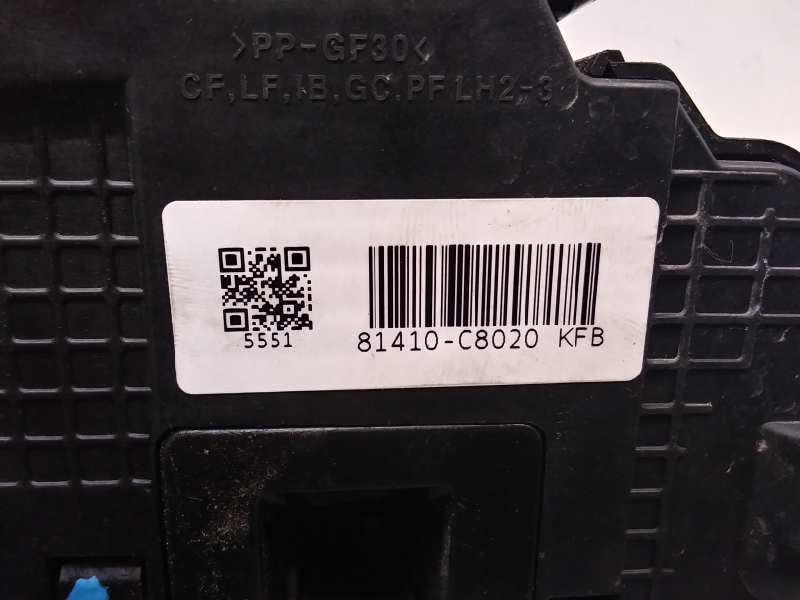 >PP-GF30<
CF,LF,IB,GC,PF LH2-3
5551
81410-C8020 KFB